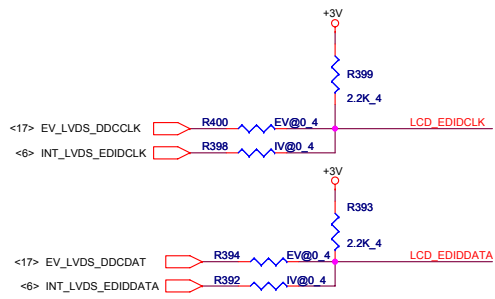 +3V
R399
2.2K_4
<17> EV_LVDS_DDCCLK R400 EV@0_4 LCD_EDIDCLK
<6> INT_LVDS_EDIDCLK R398 IV@0_4
+3V
R393
2.2K_4
<17> EV_LVDS_DDCDAT R394 EV@0_4 LCD_EDIDDATA
<6> INT_LVDS_EDIDDATA R392 IV@0_4